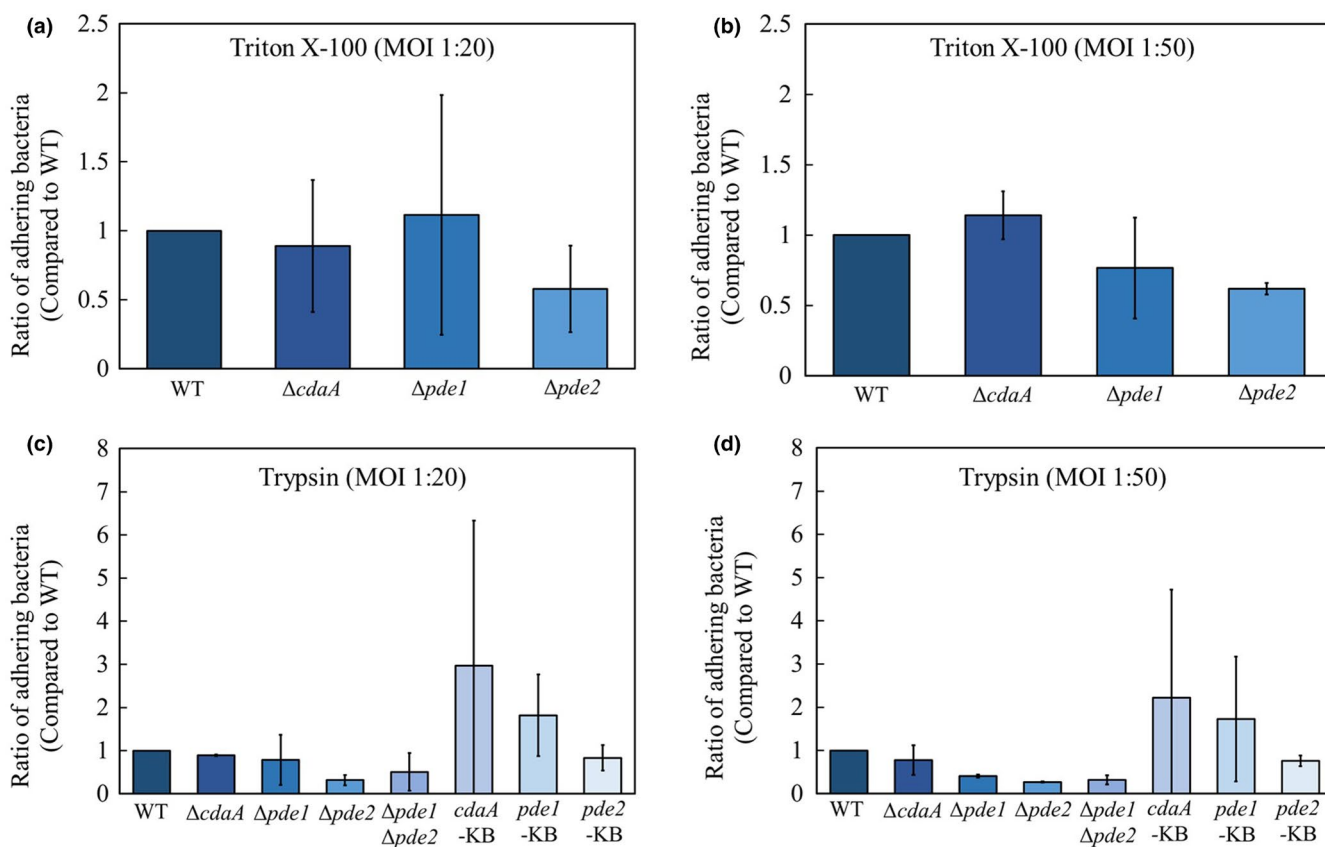 (a)
Triton X-100 (MOI 1:20)
Ratio of adhering bacteria
(Compared to WT)
2.5
2
1.5
1
0.5
0
WT
ΔcdaA
Δpde1
Δpde2
(b)
Triton X-100 (MOI 1:50)
Ratio of adhering bacteria
((Compared to WT)
2.5
2
1.5
1
0.5
0
WT
ΔcdaA
Δpde1
Δpde2
(c)
Trypsin (MOI 1:20)
Ratio of adhering bacteria
((Compared to WT)
8
7
6
5
4
3
2
1
0
WT
ΔcdaA
Δpde1
Δpde2
Δpde1
Δpde2
cdaA
-KB
pde1
-KB
pde2
-KB
(d)
Trypsin (MOI 1:50)
Ratio of adhering bacteria
((Compared to WT)
8
7
6
5
4
3
2
1
0
WT
ΔcdaA
Δpde1
Δpde2
Δpde1
Δpde2
cdaA
-KB
pde1
-KB
pde2
-KB